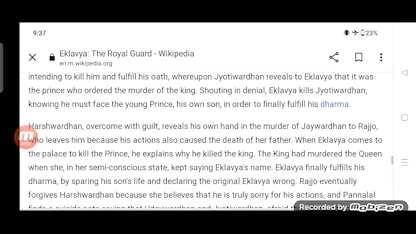 9:37
23%
Eklavya: The Royal Guard - Wikipedia
en.m.wikipedia.org
intending to kill him and fulfill his oath, whereupon Jyotiwardhan reveals to Eklavya that it was
the prince who ordered the murder of the king. Shouting in denial, Eklavya kills Jyotiwardhan,
knowing he must face the young Prince, his own son, in order to finally fulfill his dharma.
Harshwardhan, overcome with guilt, reveals his own hand in the murder of Jaywardhan to Rajjo,
who leaves him because his actions also caused the death of her father. When Eklavya comes to
the palace to kill the Prince, he explains why he killed the king. The King had murdered the Queen
when she, in her semi-conscious state, kept saying Eklavya's name. Eklavya finally fulfills his
dharma, by sparing his son's life and declaring the original Eklavya wrong. Rajjo eventually
forgives Harshwardhan because she believes that he is truly sorry for his actions, and Pannalal
finds a suicide note saying that
Recorded by Mobizen